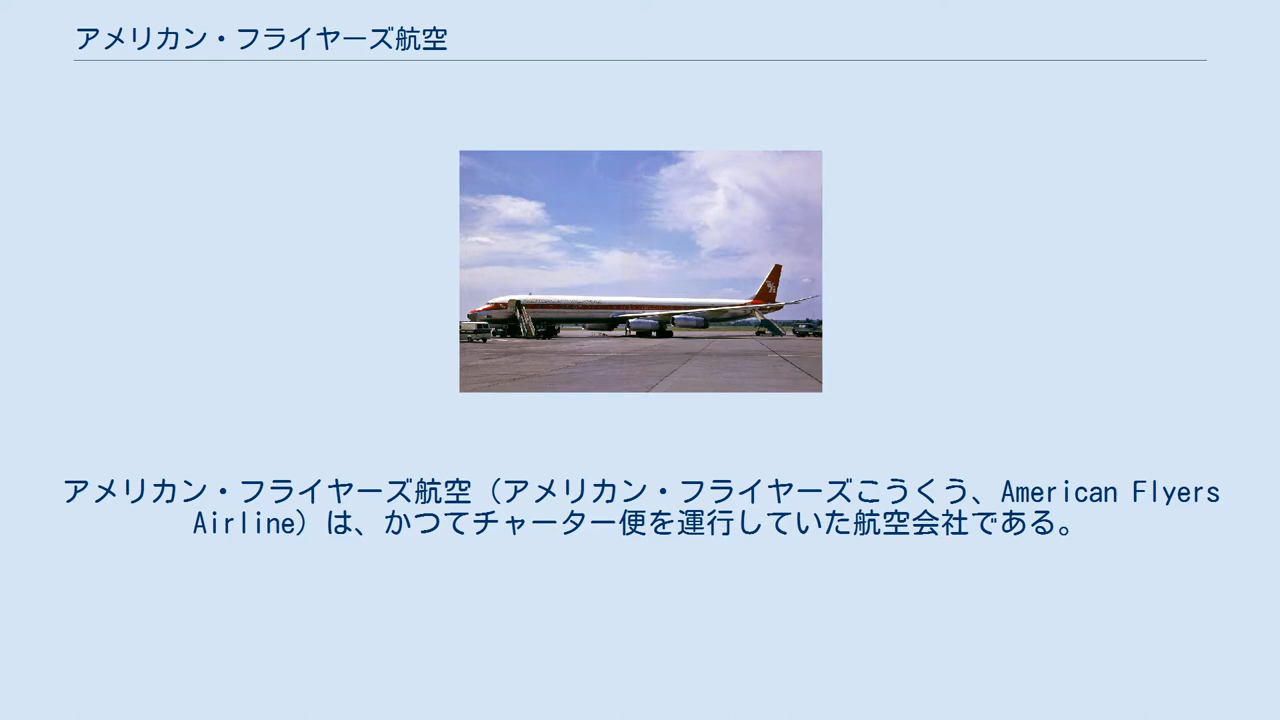 アメリカン・フライヤーズ航空
アメリカン・フライヤーズ航空（アメリカン・フライヤーズこうくう、American Flyers
Airline）は、かつてチャーター便を運行していた航空会社である。